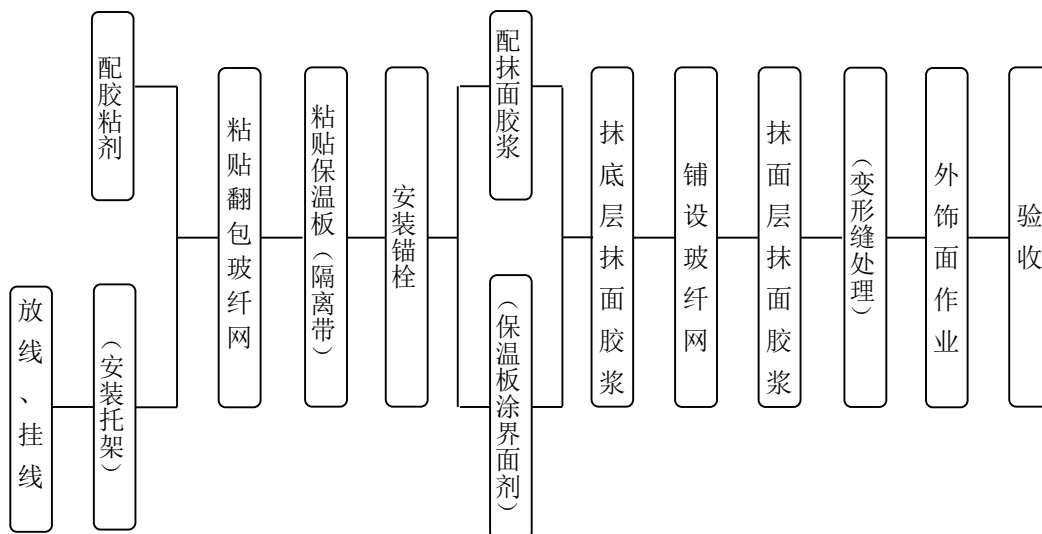 配胶粘剂
放线、挂线
（安装托架）
粘贴翻包玻纤网
粘贴保温板（隔离带）
安装锚栓
配抹面胶浆
（保温板涂界面剂）
抹底层抹面胶浆
铺设玻纤网
抹面层抹面胶浆
（变形缝处理）
外饰面作业
验收